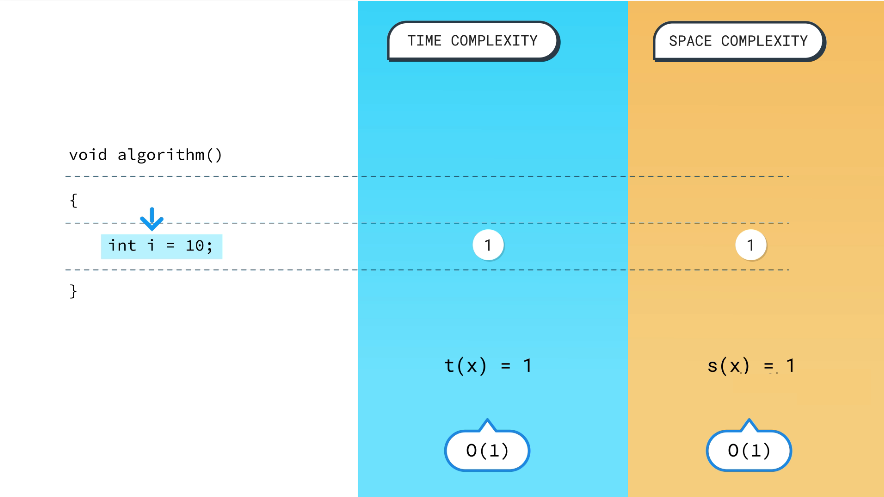 TIME COMPLEXITY SPACE COMPLEXITY
void algorithm()
{
int i = 10; 1 1
}
t(x) = 1 s(x) = 1
O(1) O(1)